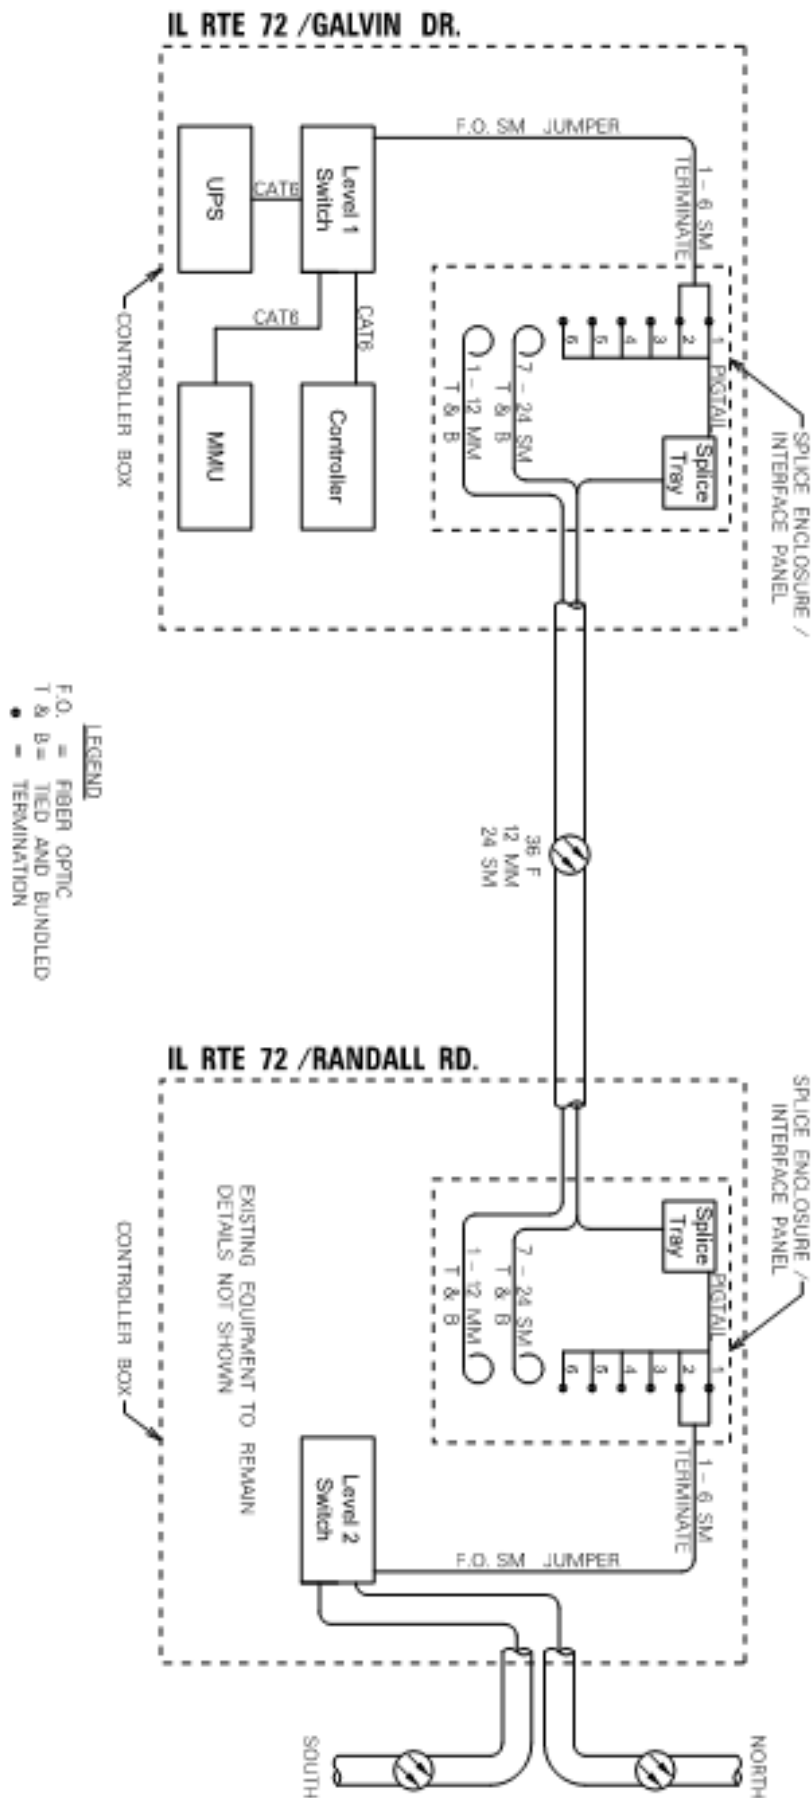 IL RTE 72 /GALVIN DR.
F.O. SM JUMPER
1 - 6 SM
TERMINATE
Level 1
Switch
UPS
CAT6
CAT6
CAT6
MMU
Controller
CONTROLLER BOX
1
2
3
4
5
6
PIGTAIL
Splice
Tray
7 - 24 SM
T & B
1 - 12 MM
T & B
SPLICE ENCLOSURE /
INTERFACE PANEL
36 F
12 MM
24 SM
LEGEND
F.O. = FIBER OPTIC
T & B = TIED AND BUNDLED
• - TERMINATION
IL RTE 72 /RANDALL RD.
SPLICE ENCLOSURE /
INTERFACE PANEL
Splice
Tray
PIGTAIL
1
2
3
4
5
6
7 - 24 SM
T & B
1 - 12 MM
T & B
1 - 6 SM
TERMINATE
F.O. SM JUMPER
EXISTING EQUIPMENT TO REMAIN
DETAILS NOT SHOWN
CONTROLLER BOX
Level 2
Switch
NORTH
SOUTH